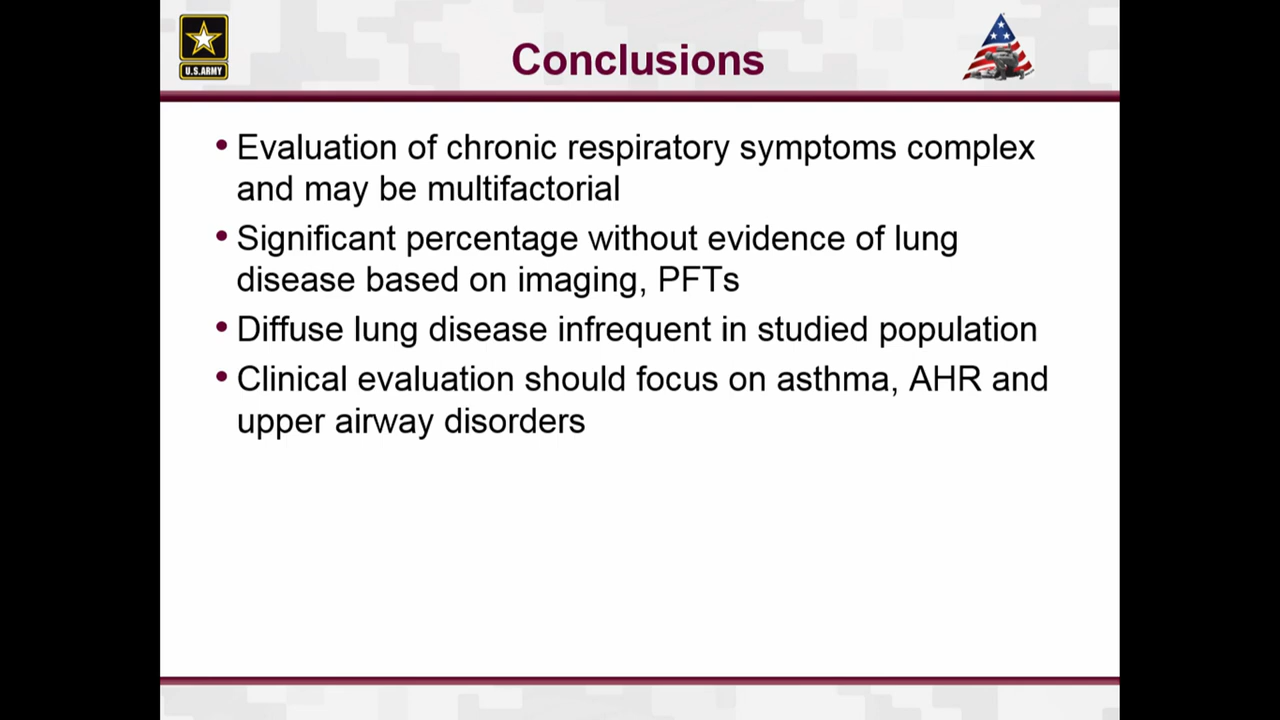 U.S.ARMY
Conclusions
• Evaluation of chronic respiratory symptoms complex
and may be multifactorial
• Significant percentage without evidence of lung
disease based on imaging, PFTs
• Diffuse lung disease infrequent in studied population
• Clinical evaluation should focus on asthma, AHR and
upper airway disorders